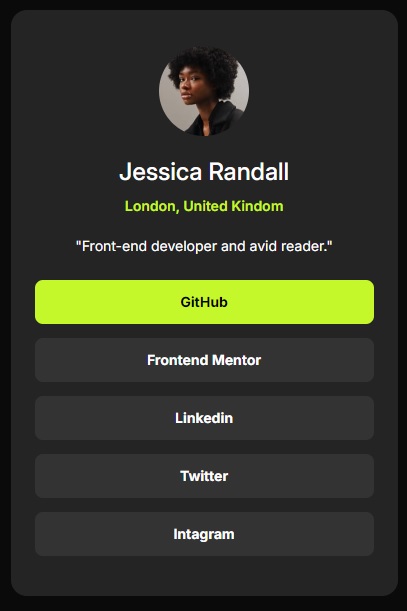 Jessica Randall
London, United Kindom
"Front-end developer and avid reader."
GitHub
Frontend Mentor
Linkedin
Twitter
Intagram